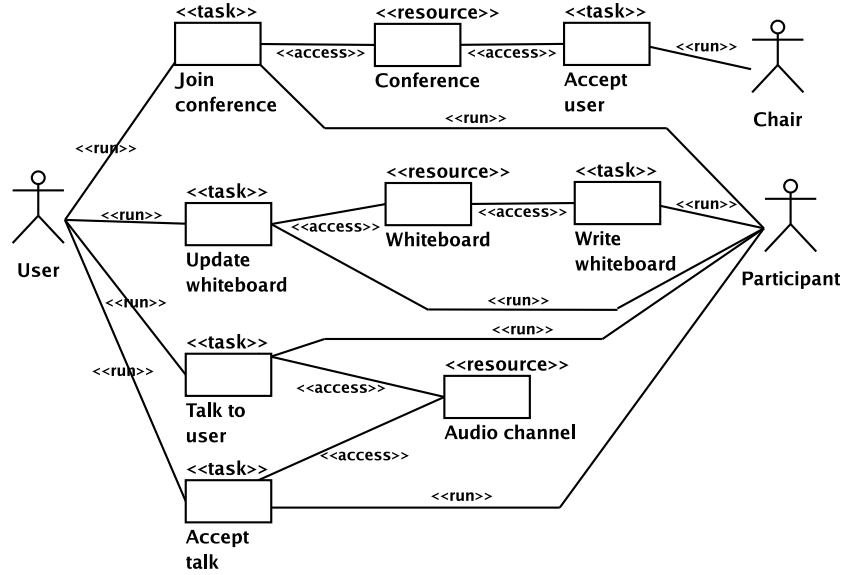 <<task>>
<<resource>>
<<task>>
<<access>>
<<access>>
<<run>>
Join
conference
Conference
Accept
user
Chair
<<run>>
<<run>>
<<resource>>
<<task>>
<<task>>
<<run>>
<<access>>
<<access>>
<<run>>
User
Update
whiteboard
Whiteboard
Write
whiteboard
Participant
<<run>>
<<run>>
<<run>>
<<task>>
<<resource>>
<<run>>
<<access>>
Talk to
user
Audio channel
<<access>>
<<task>>
<<run>>
Accept
talk